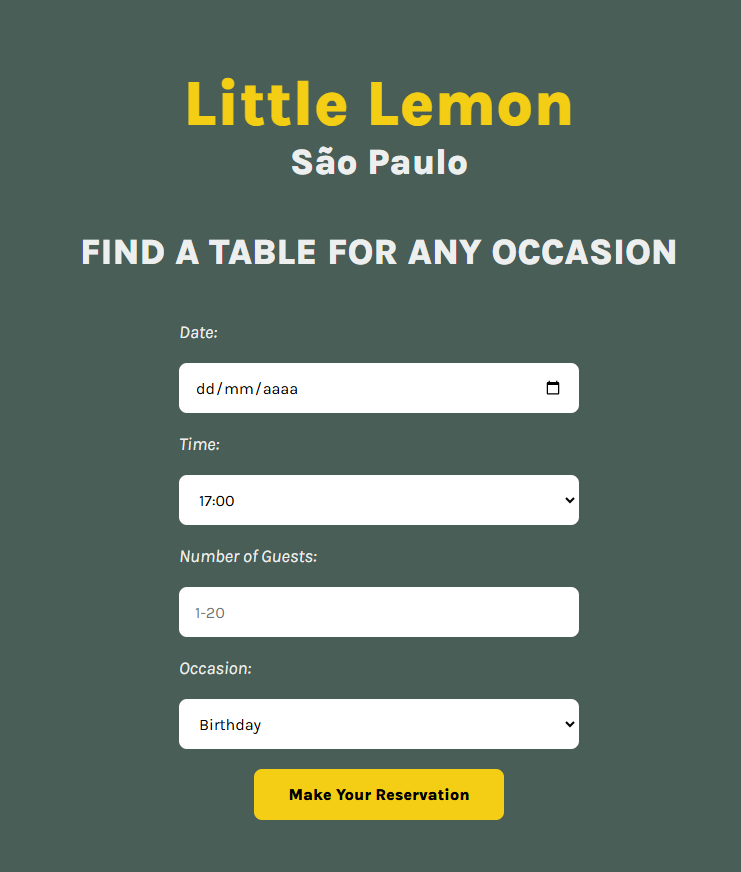 Little Lemon
São Paulo
FIND A TABLE FOR ANY OCCASION
Date:
dd/mm/aaaa
Time:
17:00
Number of Guests:
1-20
Occasion:
Birthday
Make Your Reservation